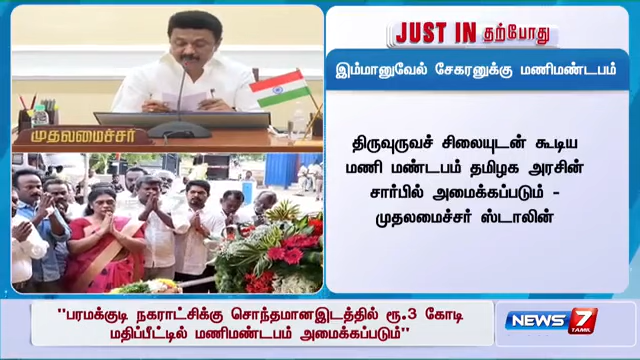 JUST IN தற்போது
இம்மானுவேல் சேகரனுக்கு மணிமண்டபம்
திருவுருவச் சிலையுடன் கூடிய
மணி மண்டபம் தமிழக அரசின்
சார்பில் அமைக்கப்படும் -
முதலமைச்சர் ஸ்டாலின்
முதலமைச்சர்
"பரமக்குடி நகராட்சிக்கு சொந்தமானஇடத்தில் ரூ.3 கோடி
மதிப்பீட்டில் மணிமண்டபம் அமைக்கப்படும்"
NEWS 7
TAMIL